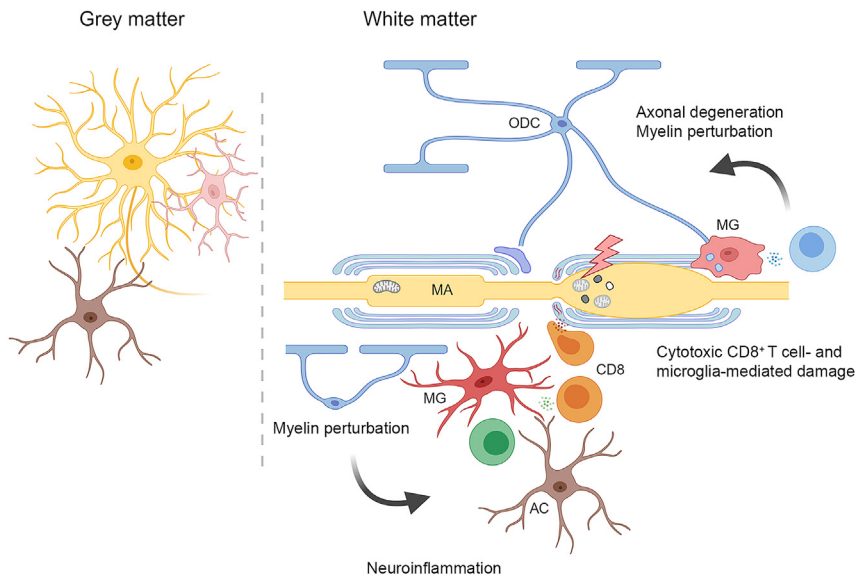 Grey matter
White matter
ODC
Axonal degeneration
Myelin perturbation
MG
MA
Cytotoxic CD8⁺ T cell- and
microglia-mediated damage
CD8
MG
Myelin perturbation
AC
Neuroinflammation